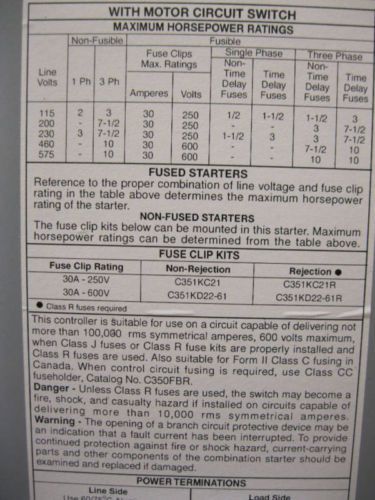 WITH MOTOR CIRCUIT SWITCH
MAXIMUM HORSEPOWER RATINGS
Non-Fusible Fusible
Line Volts 1 Ph 3 Ph Fuse Clips Max. Ratings Single Phase Three Phase
Amperes Volts Non-Time Delay Fuses Time Delay Fuses Non-Time Delay Fuses Time Delay Fuses
115 2 3 30 250 1/2 1-1/2 1-1/2 3
200 - 7-1/2 30 250 - - 3 7-1/2
230 3 7-1/2 30 250 1-1/2 3 3 7-1/2
460 - 10 30 600 - - 7-1/2 10
575 - 10 30 600 - - 10 10
FUSED STARTERS
Reference to the proper combination of line voltage and fuse clip
rating in the table above determines the maximum horsepower
rating of the starter.
NON-FUSED STARTERS
The fuse clip kits below can be mounted in this starter. Maximum
horsepower ratings can be determined from the table above.
FUSE CLIP KITS
Fuse Clip Rating Non-Rejection Rejection ●
30A - 250V C351KC21 C351KC21R
30A - 600V C351KD22-61 C351KD22-61R
● Class R fuses required
This controller is suitable for use on a circuit capable of delivering not
more than 100,000 rms symmetrical amperes, 600 volts maximum,
when Class J fuses or Class R fuse kits are properly installed and
Class R fuses are used. Also suitable for Form II Class C fusing in
Canada. When control circuit fusing is required, use Class CC
fuseholder, Catalog No. C350FBR.
Danger - Unless Class R fuses are used, the switch may become a
fire, shock, and casualty hazard if installed on circuits capable of
delivering more than 10,000 rms symmetrical amperes.
Warning - The opening of a branch circuit protective device may be
an indication that a fault current has been interrupted. To provide
continued protection against fire or shock hazard, current-carrying
parts and other components of the combination starter should be
examined and replaced if damaged.
POWER TERMINATIONS
Line Side Load Side